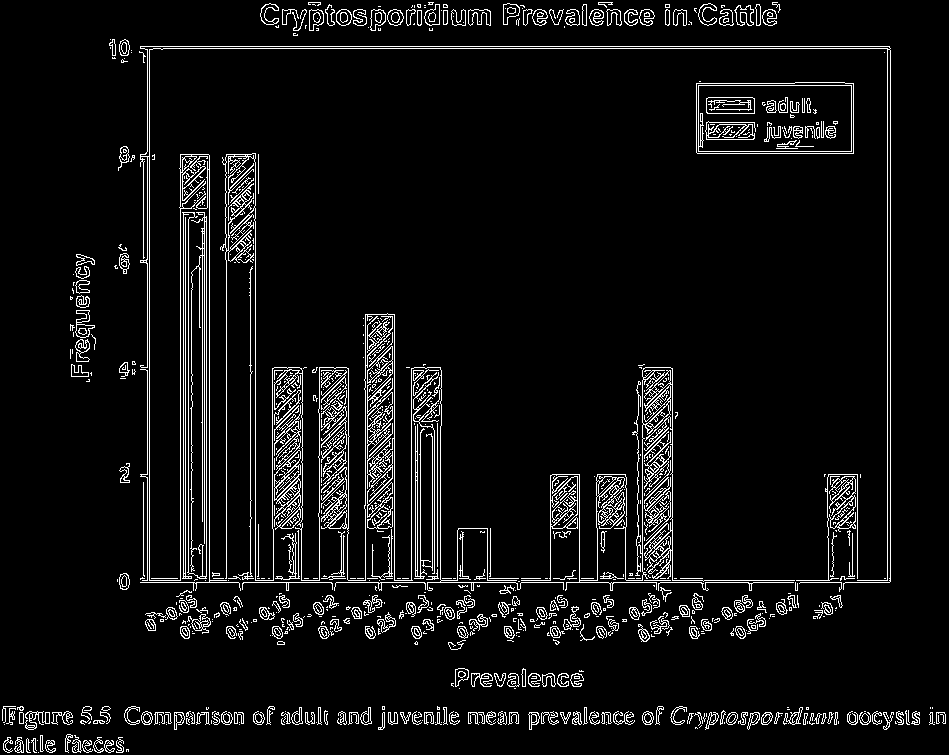 Cryptosporidium Prevalence in Cattle
10
adult
juvenile
8
6
Frequency
4
2
0
0 - 0.05
0.05 - 0.1
0.1 - 0.15
0.15 - 0.2
0.2 - 0.25
0.25 - 0.3
0.3 - 0.35
0.35 - 0.4
0.4 - 0.45
0.45 - 0.5
0.5 - 0.55
0.55 - 0.6
0.6 - 0.65
0.65 - 0.7
>0.7
Prevalence
Figure 5.5 Comparison of adult and juvenile mean prevalence of Cryptosporidium oocysts in
cattle faeces.